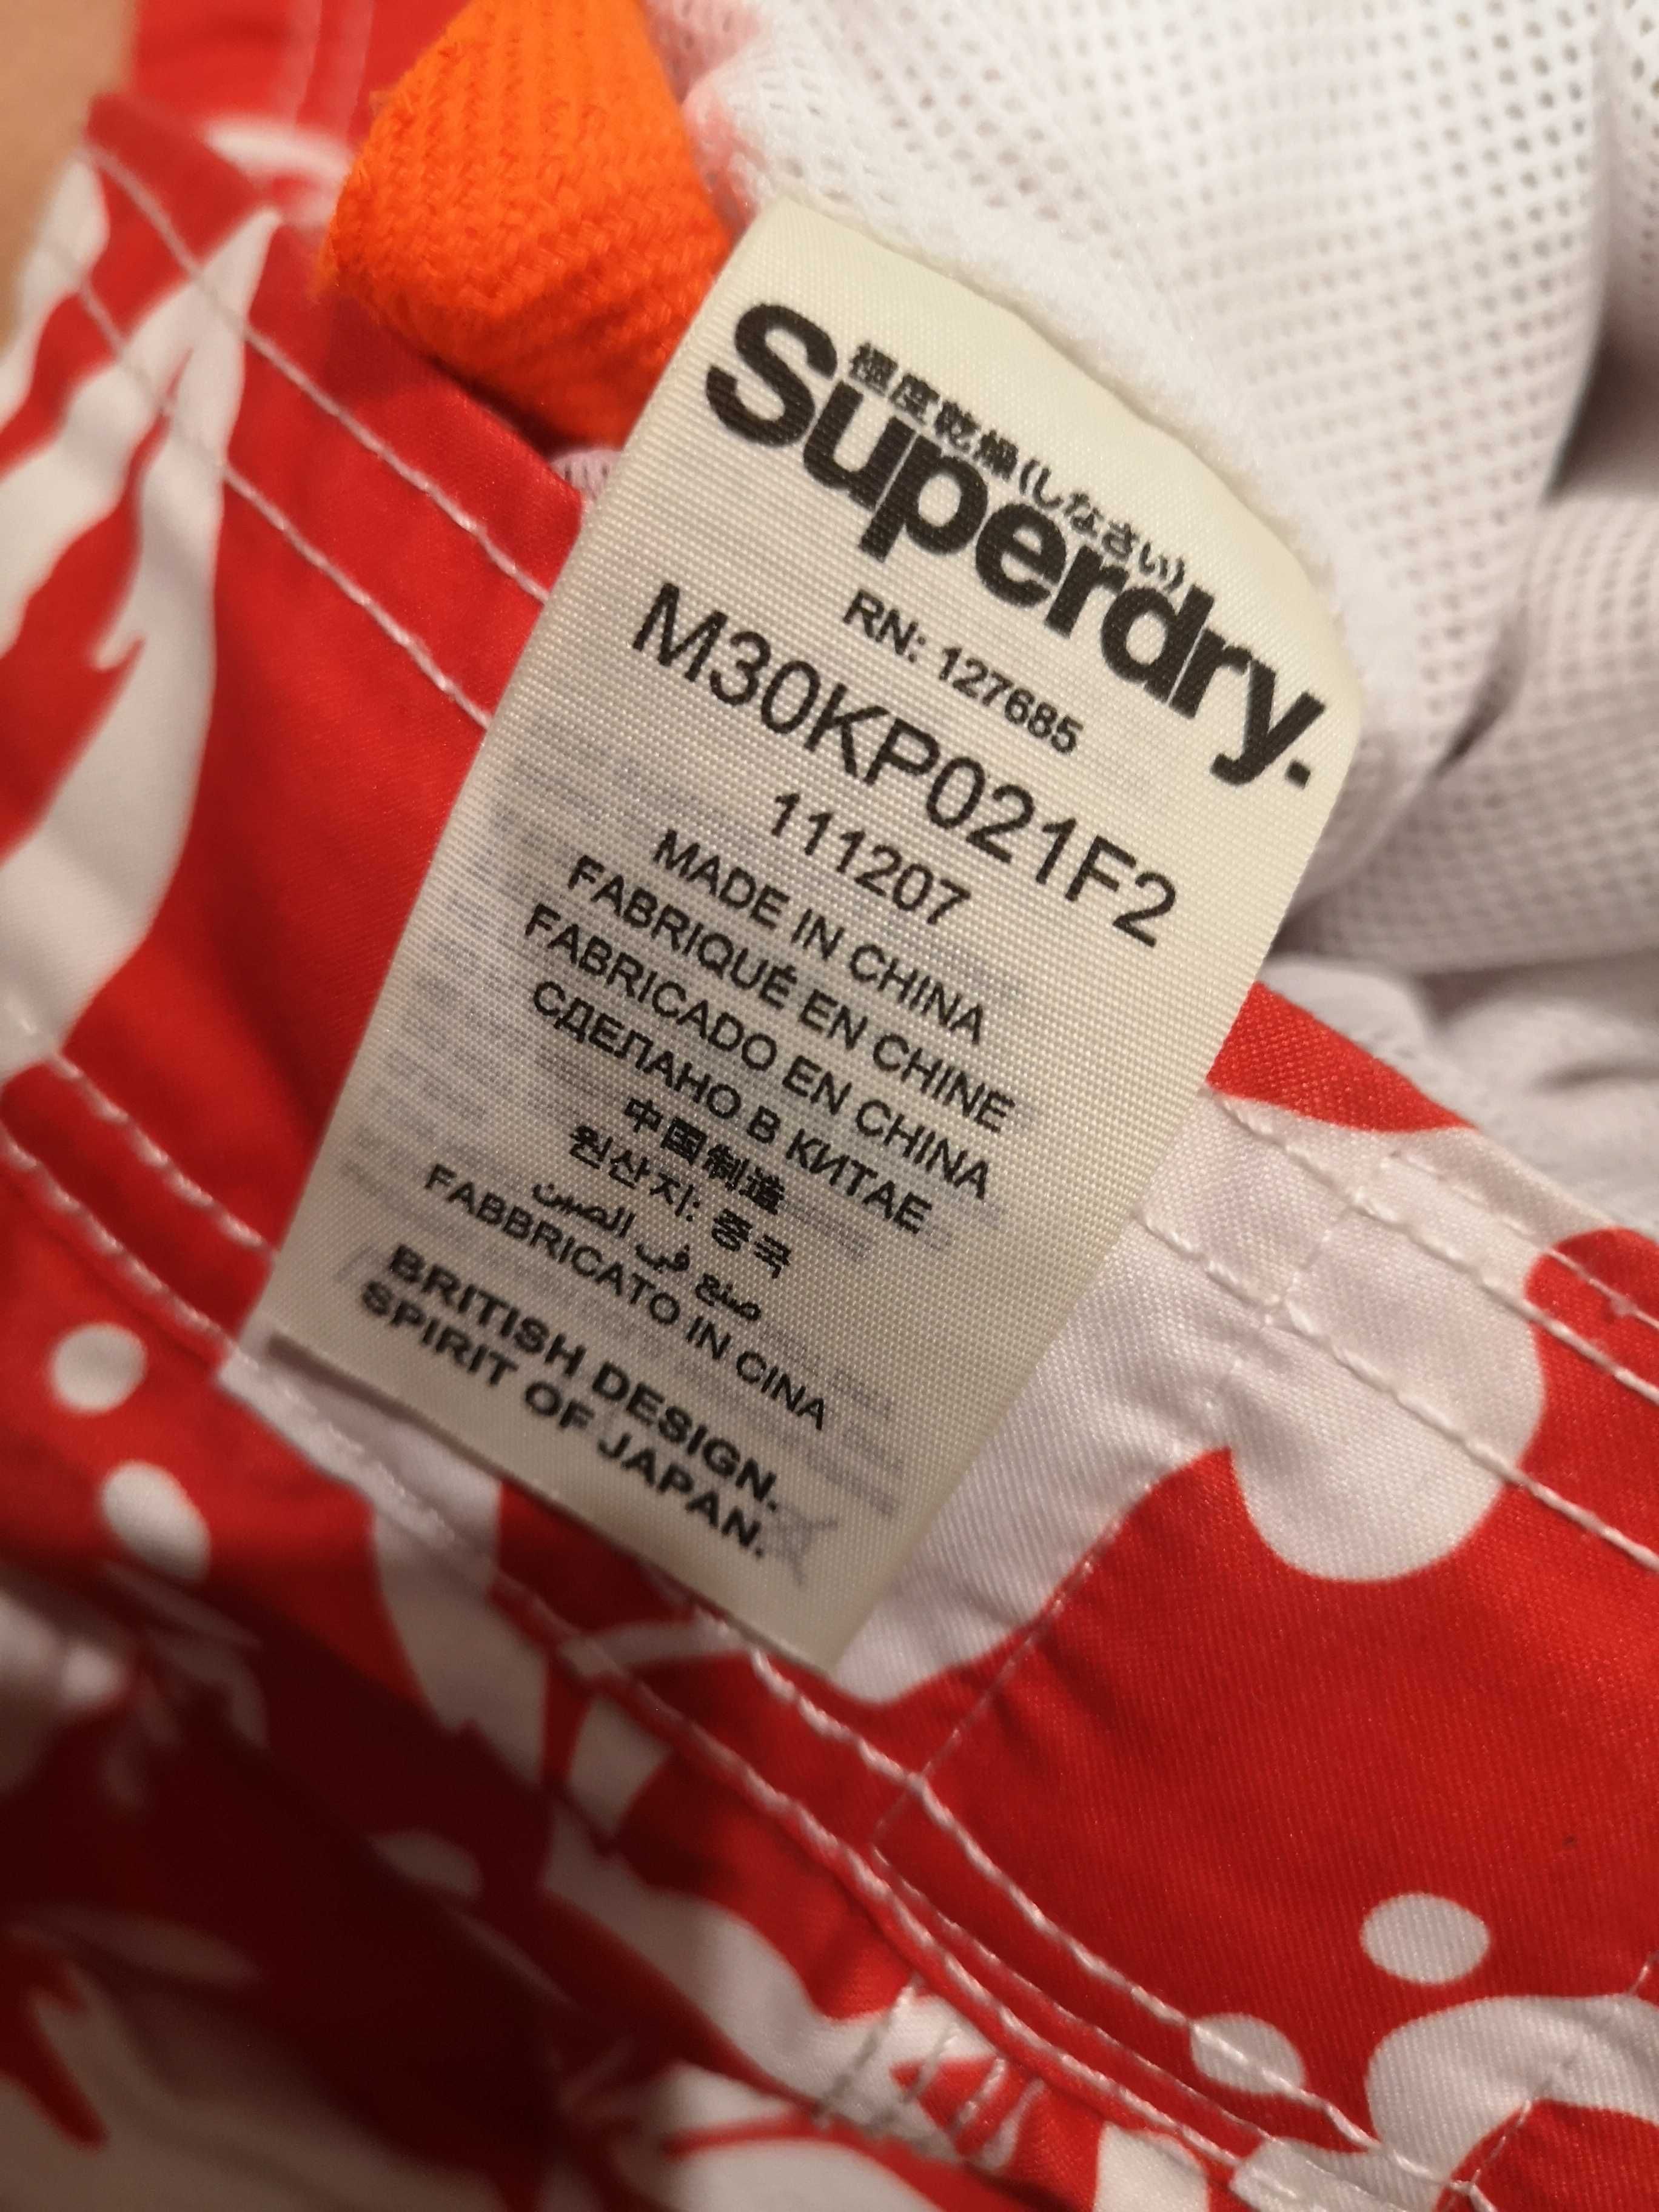 極度乾燥(しなさい)
Superdry.
RN: 127685
M30KP021F2
111207
MADE IN CHINA
FABRIQUÉ EN CHINE
FABRICADO EN CHINA
СДЕЛАНО В КИТАЕ
中国制造
원산지: 중국
صنع في الصين
FABBRICATO IN CINA
BRITISH DESIGN.
SPIRIT OF JAPAN.